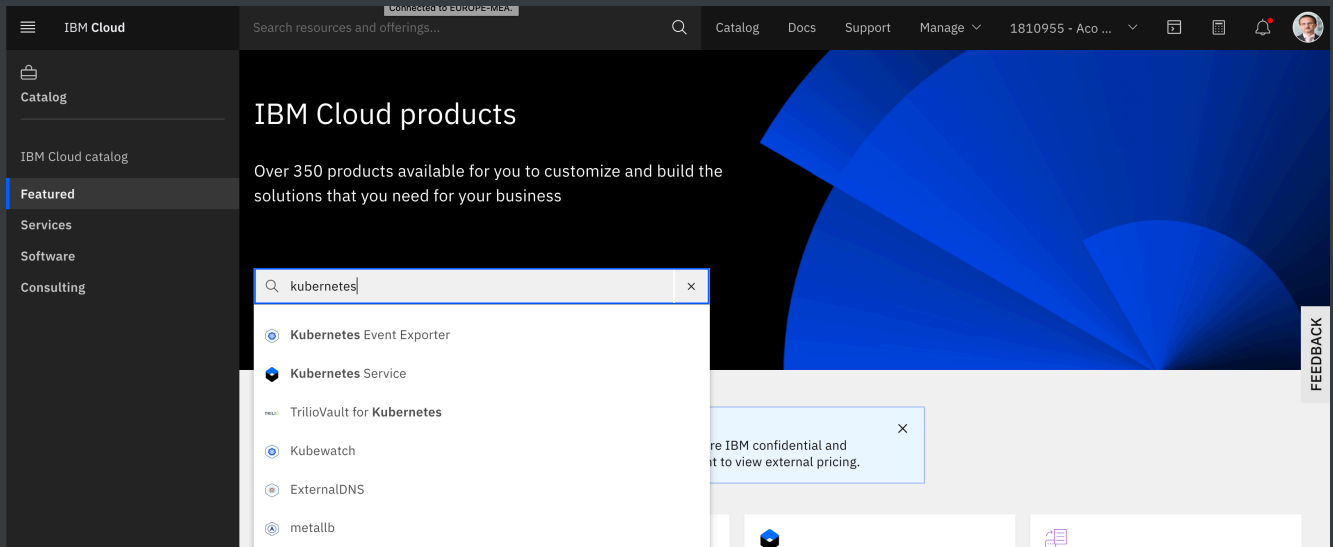 Connected to EUROPE-MEA.
IBM Cloud
Search resources and offerings...
Catalog
Docs
Support
Manage
1810955 - Aco ...
Catalog
IBM Cloud catalog
Featured
Services
Software
Consulting
IBM Cloud products
Over 350 products available for you to customize and build the
solutions that you need for your business
kubernetes
Kubernetes Event Exporter
Kubernetes Service
TRILIO
TrilioVault for Kubernetes
Kubewatch
ExternalDNS
metallb
re IBM confidential and
t to view external pricing.
FEEDBACK